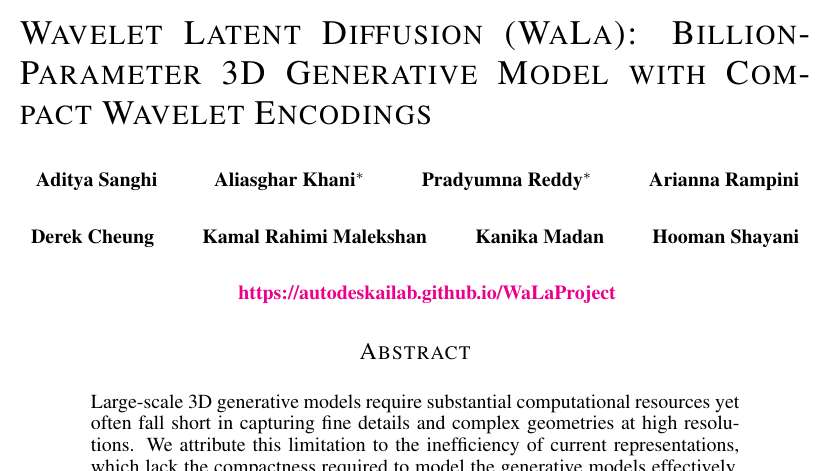 WAVELET LATENT DIFFUSION (WALA): BILLION-
PARAMETER 3D GENERATIVE MODEL WITH COM-
PACT WAVELET ENCODINGS
Aditya Sanghi Aliasghar Khani* Pradyumna Reddy* Arianna Rampini
Derek Cheung Kamal Rahimi Malekshan Kanika Madan Hooman Shayani
https://autodeskailab.github.io/WaLaProject
ABSTRACT
Large-scale 3D generative models require substantial computational resources yet
often fall short in capturing fine details and complex geometries at high resolu-
tions. We attribute this limitation to the inefficiency of current representations,
which lack the compactness required to model the generative models effectively.